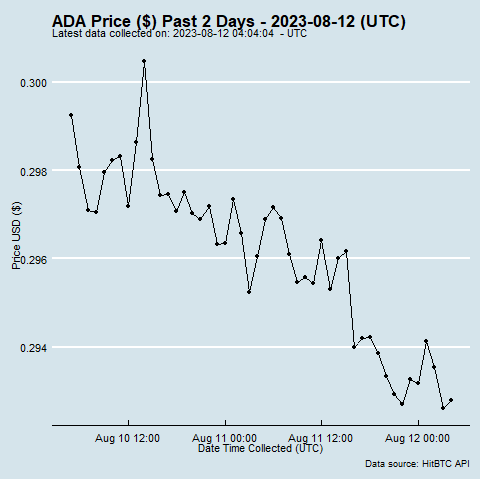 ADA Price ($) Past 2 Days - 2023-08-12 (UTC)
Latest data collected on: 2023-08-12 04:04:04  - UTC
0.300
0.298
0.296
0.294
Price USD ($)
Aug 10 12:00
Aug 11 00:00
Aug 11 12:00
Aug 12 00:00
Date Time Collected (UTC)
Data source: HitBTC API